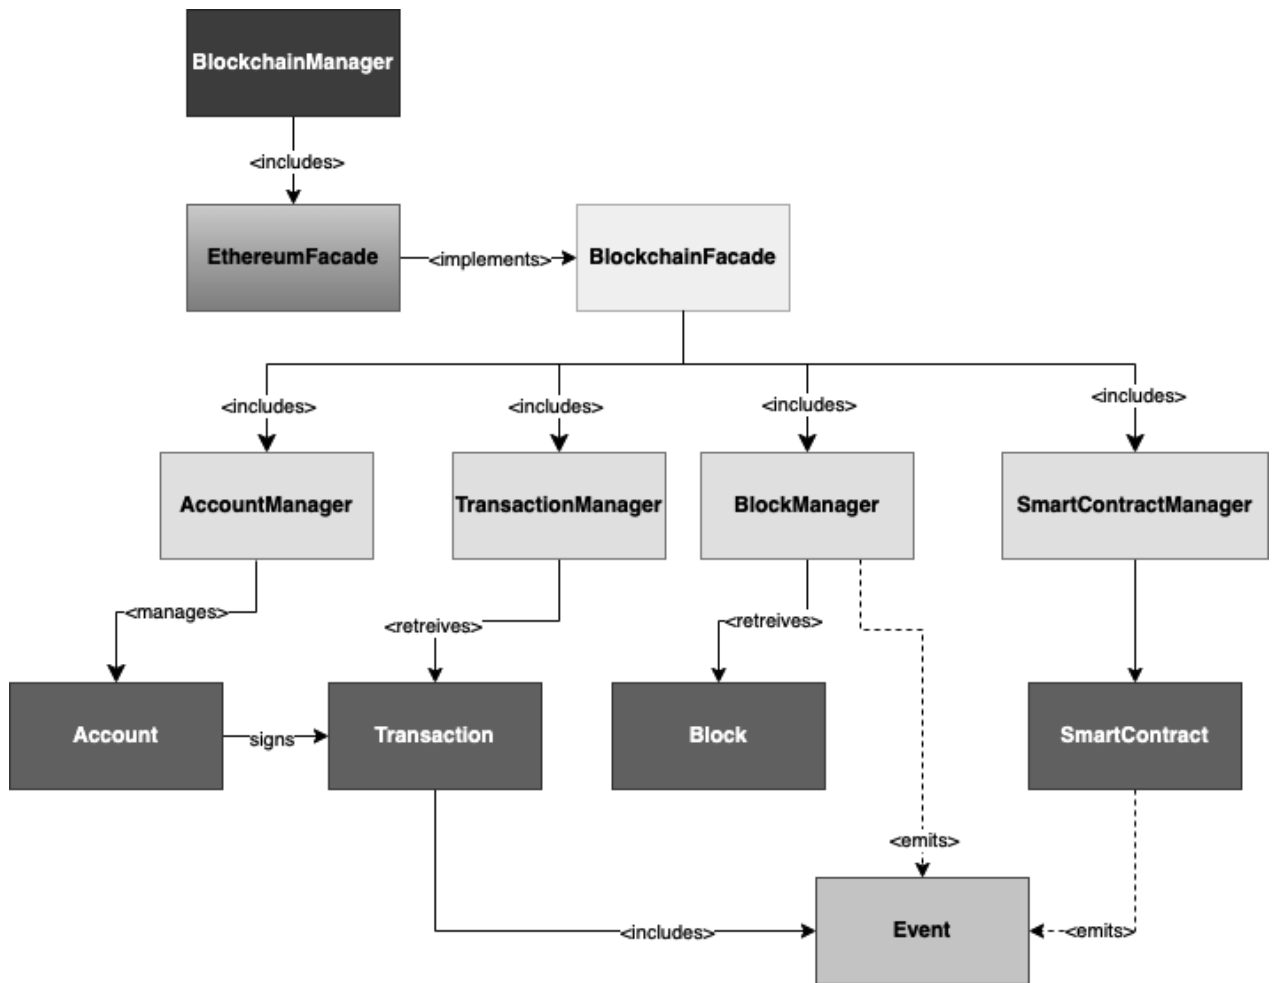 BlockchainManager
<includes>
EthereumFacade
<implements>
BlockchainFacade
<includes>
<includes>
<includes>
<includes>
AccountManager
TransactionManager
BlockManager
SmartContractManager
<manages>
<retreives>
<retreives>
Account
signs
Transaction
Block
SmartContract
<emits>
<includes>
Event
<emits>